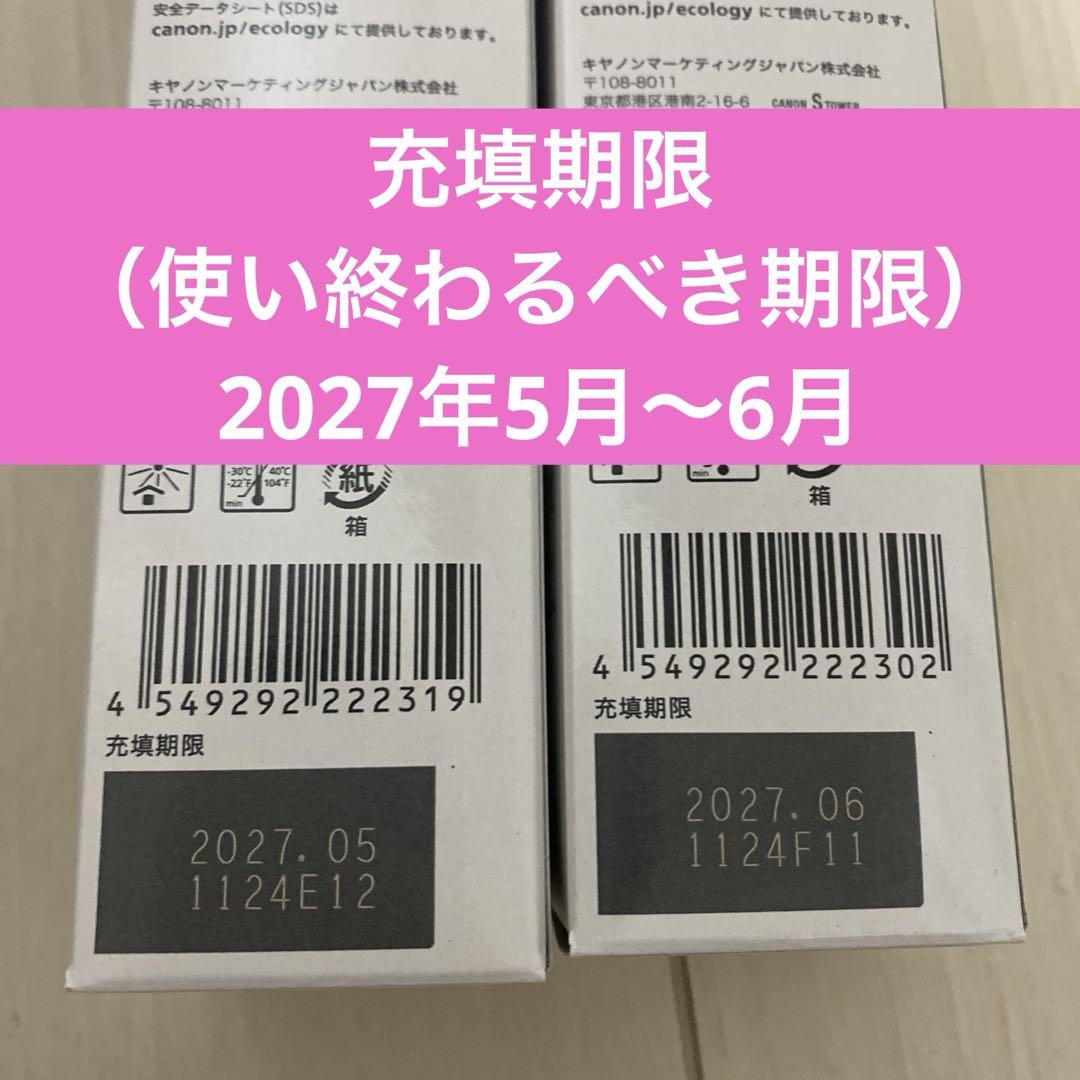 安全データシート(SDS)は
canon.jp/ecology にて提供しております。
キヤノンマーケティングジャパン株式会社
〒108-8011
canon.jp/ecology にて提供しております。
キヤノンマーケティングジャパン株式会社
〒108-8011
東京都港区港南2-16-6 CANON S TOWER
充填期限
（使い終わるべき期限）
2027年5月〜6月
-30℃ 40℃
-22°F 104°F
min
紙
箱
4 549292 222319
充填期限
2027.05
1124E12
min
箱
4 549292 222302
充填期限
2027.06
1124F11